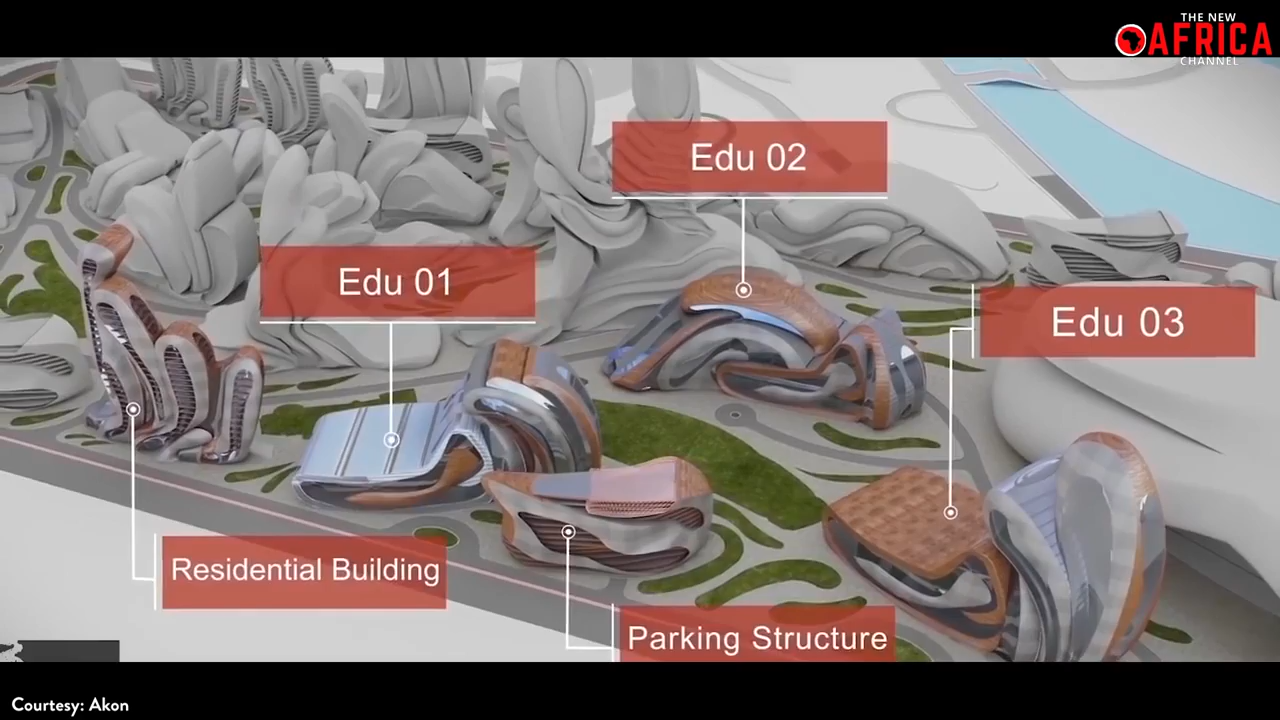 THE NEW
AFRICA
CHANNEL
Edu 02
Edu 01
Edu 03
Residential Building
Parking Structure
Courtesy: Akon